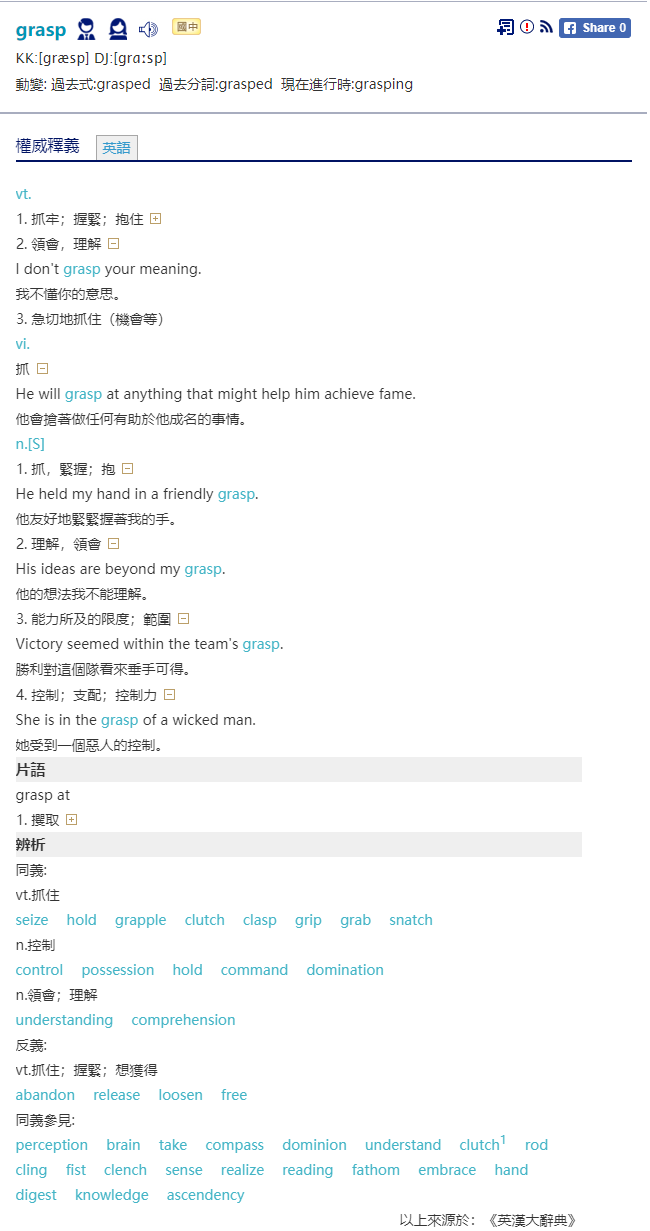 grasp 國中 Share 0
KK:[græsp] DJ:[grɑːsp]
動變: 過去式:grasped 過去分詞:grasped 現在進行時:grasping
權威釋義 英語
vt.
1. 抓牢；握緊；抱住
2. 領會，理解
I don't grasp your meaning.
我不懂你的意思。
3. 急切地抓住（機會等）
vi.
抓
He will grasp at anything that might help him achieve fame.
他會搶著做任何有助於他成名的事情。
n.[S]
1. 抓，緊握；抱
He held my hand in a friendly grasp.
他友好地緊緊握著我的手。
2. 理解，領會
His ideas are beyond my grasp.
他的想法我不能理解。
3. 能力所及的限度；範圍
Victory seemed within the team's grasp.
勝利對這個隊看來垂手可得。
4. 控制；支配；控制力
She is in the grasp of a wicked man.
她受到一個惡人的控制。
片語
grasp at
1. 攫取
辨析
同義:
vt.抓住
seize hold grapple clutch clasp grip grab snatch
n.控制
control possession hold command domination
n.領會；理解
understanding comprehension
反義:
vt.抓住；握緊；想獲得
abandon release loosen free
同義參見:
perception brain take compass dominion understand clutch1 rod
cling fist clench sense realize reading fathom embrace hand
digest knowledge ascendency
以上來源於：《英漢大辭典》